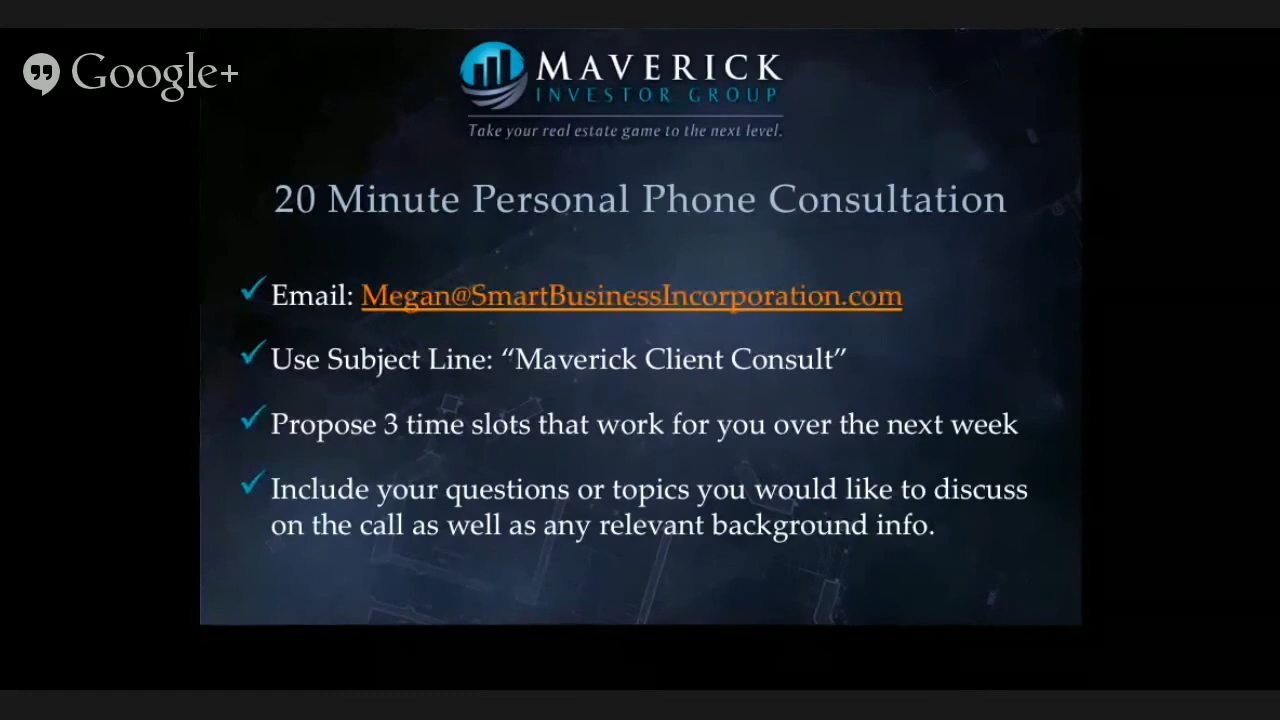 Google+
MAVERICK
INVESTOR GROUP
Take your real estate game to the next level.
20 Minute Personal Phone Consultation
Email: Megan@SmartBusinessIncorporation.com
Use Subject Line: “Maverick Client Consult”
Propose 3 time slots that work for you over the next week
Include your questions or topics you would like to discuss
on the call as well as any relevant background info.